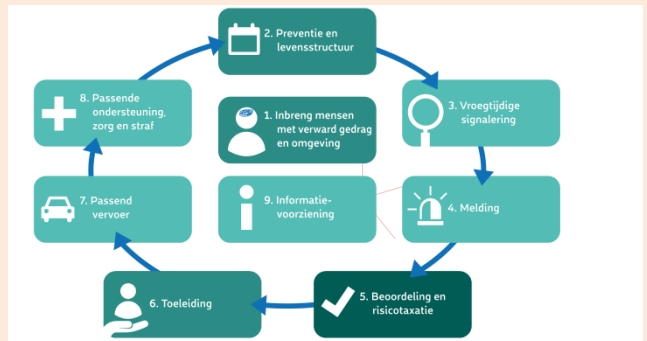 2. Preventie en
levensstructuur
8. Passende
ondersteuning,
zorg en straf
1. Inbreng mensen
met verward gedrag
en omgeving
3. Vroegtijdige
signalering
7. Passend
vervoer
9. Informatie-
voorziening
4. Melding
6. Toeleiding
5. Beoordeling en
risicotaxatie